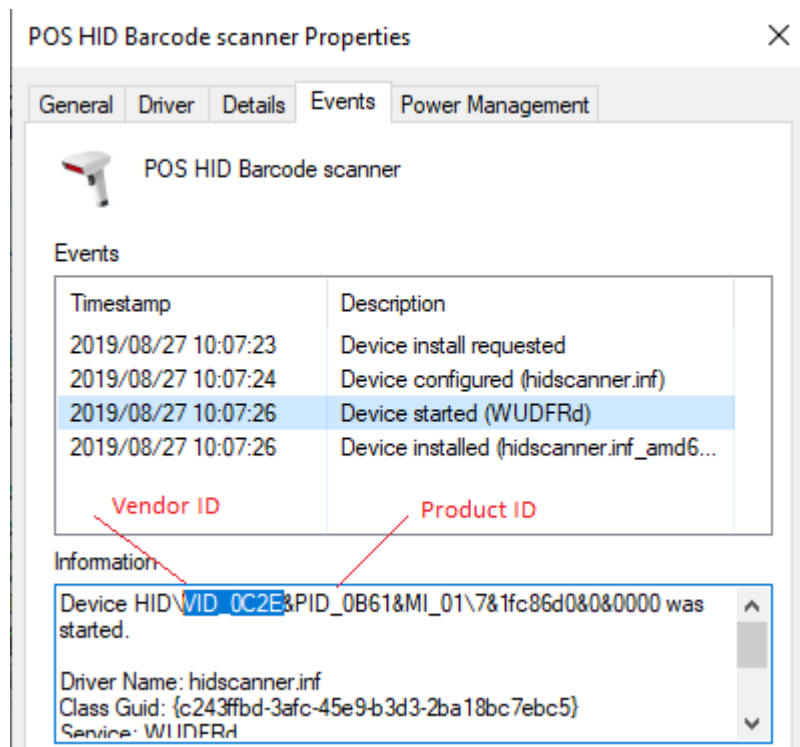 POS HID Barcode scanner Properties
General Driver Details Events Power Management
POS HID Barcode scanner
Events
Timestamp Description
2019/08/27 10:07:23 Device install requested
2019/08/27 10:07:24 Device configured (hidscanner.inf)
2019/08/27 10:07:26 Device started (WUDFRd)
2019/08/27 10:07:26 Device installed (hidscanner.inf_amd6...
Vendor ID Product ID
Information
Device HID\VID_0C2E&PID_0B61&MI_01\7&1fc86d0&0&0000 was
started.
Driver Name: hidscanner.inf
Class Guid: {c243ffbd-3afc-45e9-b3d3-2ba18bc7ebc5}
Service: WUDFRd